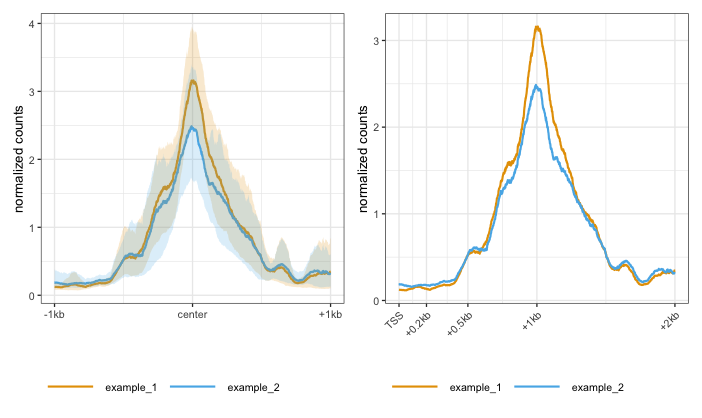 normalized counts
4
3
2
1
0
-1kb center +1kb
example_1 example_2
normalized counts
3
2
1
0
TSS +0.2kb +0.5kb +1kb +2kb
example_1 example_2